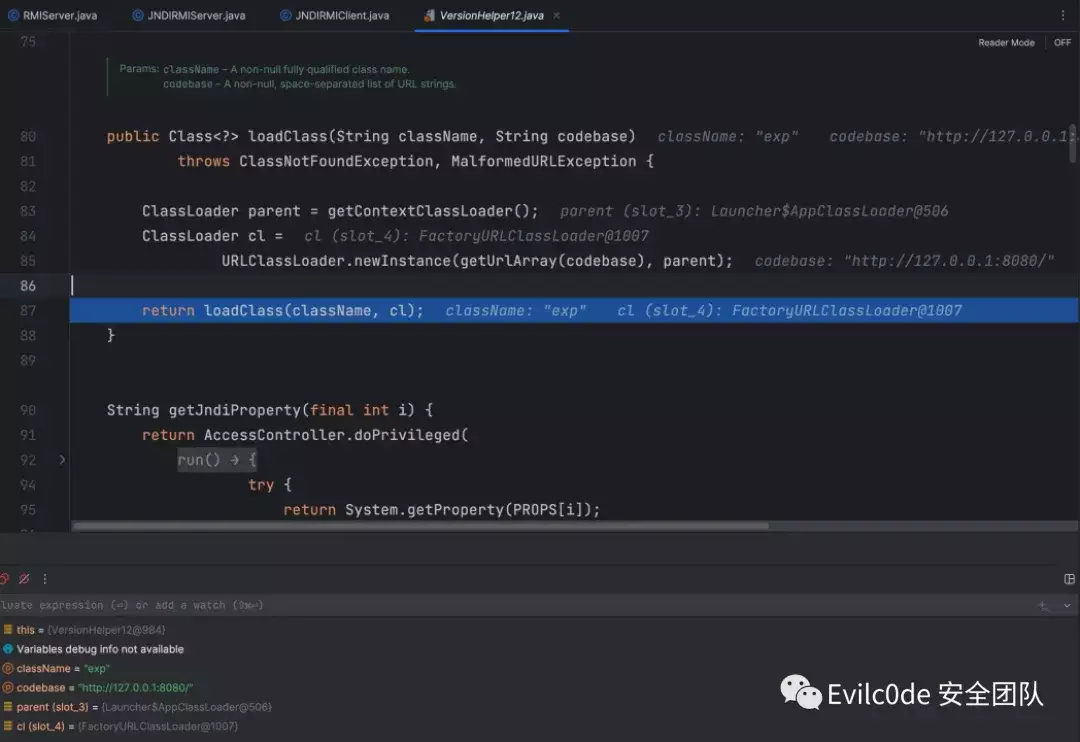 RMIServer.java JNDIRMIServer.java JNDIRMIClient.java VersionHelper12.java
75 Reader Mode OFF
Params: className – A non-null fully qualified class name.
codebase – A non-null, space-separated list of URL strings.
80 public Class<?> loadClass(String className, String codebase) className: "exp" codebase: "http://127.0.0.1:
81 throws ClassNotFoundException, MalformedURLException {
82
83 ClassLoader parent = getContextClassLoader(); parent (slot_3): Launcher$AppClassLoader@506
84 ClassLoader cl = cl (slot_4): FactoryURLClassLoader@1007
85 URLClassLoader.newInstance(getUrlArray(codebase), parent); codebase: "http://127.0.0.1:8080/"
86
87 return loadClass(className, cl); className: "exp" cl (slot_4): FactoryURLClassLoader@1007
88 }
89
90 String getJndiProperty(final int i) {
91 return AccessController.doPrivileged(
92 run() → {
94 try {
95 return System.getProperty(PROPS[i]);
luate expression (⏎) or add a watch (⇧⌘⏎)
this = {VersionHelper12@984}
Variables debug info not available
className = "exp"
codebase = "http://127.0.0.1:8080/"
parent (slot_3) = {Launcher$AppClassLoader@506}
cl (slot_4) = {FactoryURLClassLoader@1007}
Evilc0de 安全团队